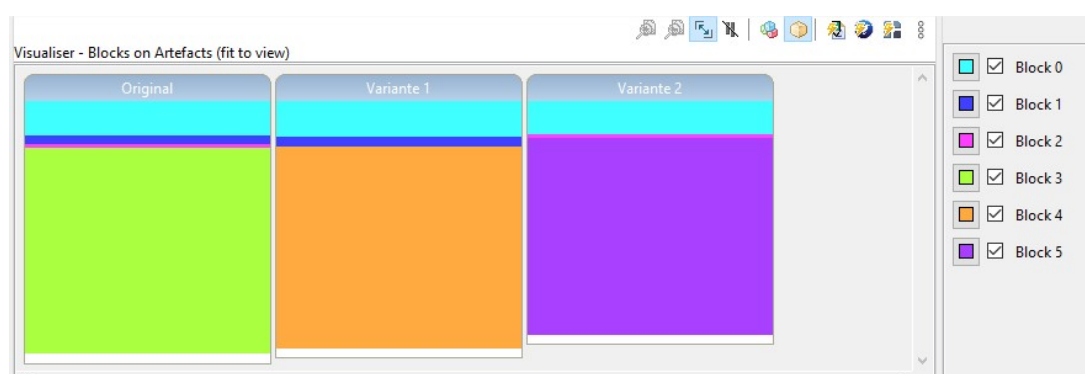 Visualiser - Blocks on Artefacts (fit to view)
Original
Variante 1
Variante 2
Block 0
Block 1
Block 2
Block 3
Block 4
Block 5